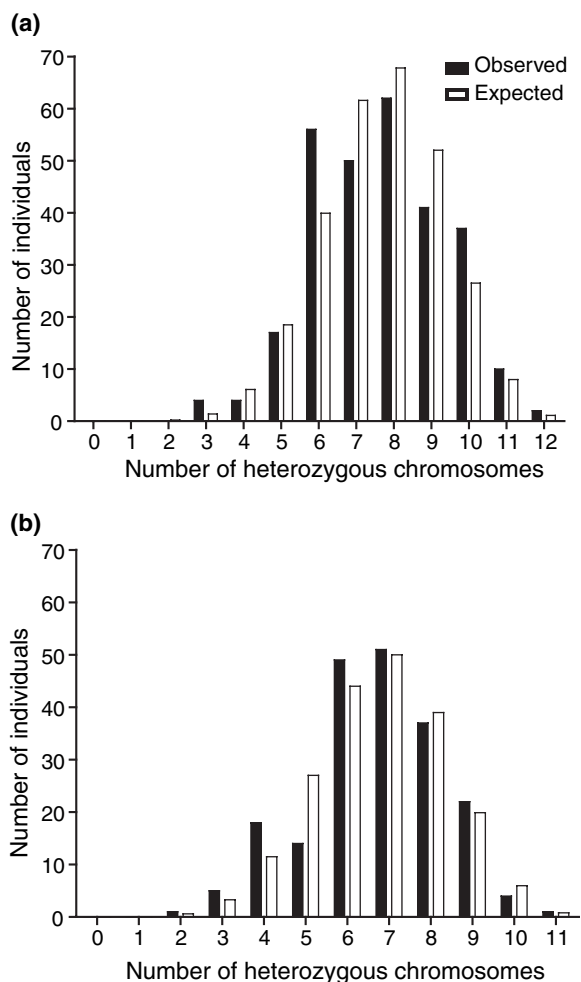 (a)
70
60
50
40
30
20
10
0
Number of individuals
Observed
Expected
0 1 2 3 4 5 6 7 8 9 10 11 12
Number of heterozygous chromosomes
(b)
70
60
50
40
30
20
10
0
Number of individuals
0 1 2 3 4 5 6 7 8 9 10 11
Number of heterozygous chromosomes